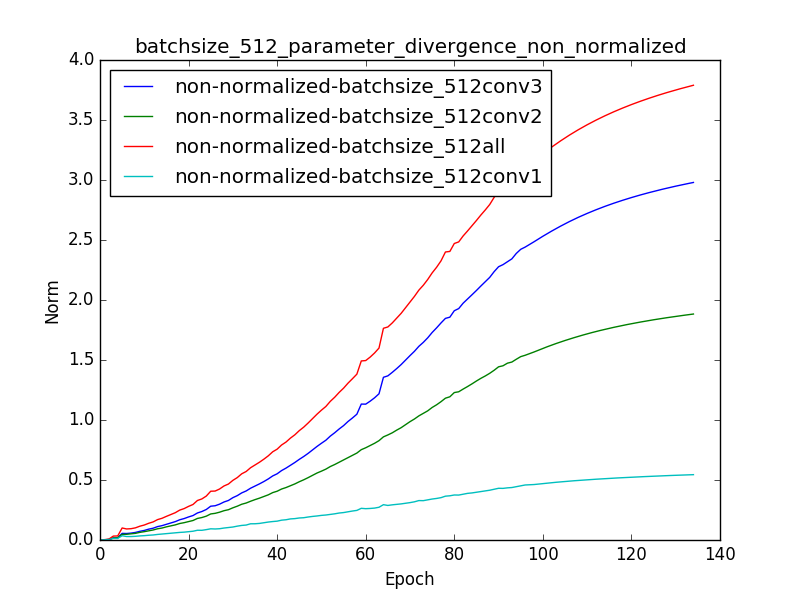 batchsize_512_parameter_divergence_non_normalized
4.0
3.5
3.0
2.5
2.0
1.5
1.0
0.5
0.0
Norm
non-normalized-batchsize_512conv3
non-normalized-batchsize_512conv2
non-normalized-batchsize_512all
non-normalized-batchsize_512conv1
0 20 40 60 80 100 120 140
Epoch